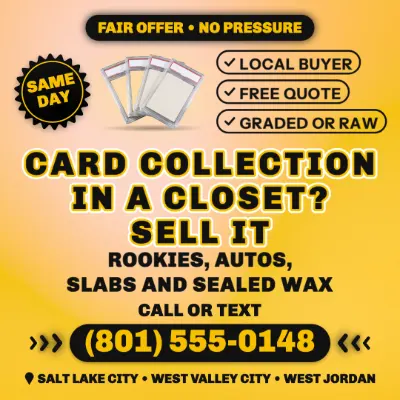 FAIR OFFER • NO PRESSURE
SAME
DAY
LOCAL BUYER
FREE QUOTE
GRADED OR RAW
CARD COLLECTION
IN A CLOSET?
SELL IT
ROOKIES, AUTOS,
SLABS AND SEALED WAX
CALL OR TEXT
(801) 555-0148
SALT LAKE CITY • WEST VALLEY CITY • WEST JORDAN